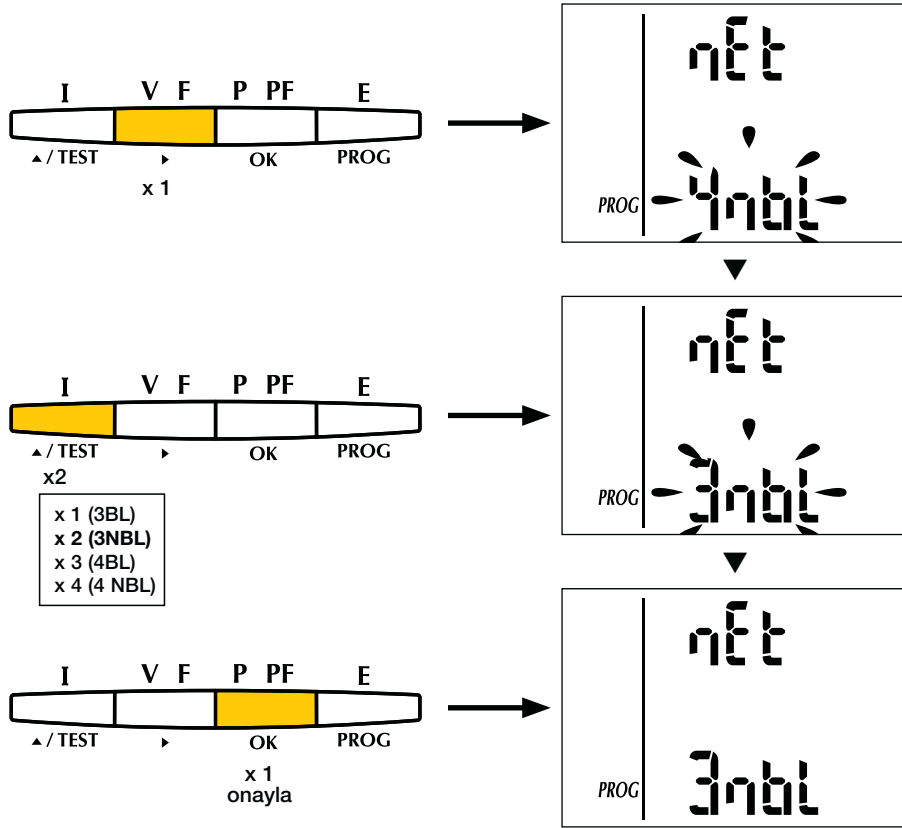 I V F P PF E
▲ / TEST ▶ OK PROG
x 1
nEt
PROG 4nbL
I V F P PF E
▲ / TEST ▶ OK PROG
x2
x 1 (3BL)
x 2 (3NBL)
x 3 (4BL)
x 4 (4 NBL)
nEt
PROG 3nbL
I V F P PF E
▲ / TEST ▶ OK PROG
x 1
onayla
nEt
PROG 3nbL